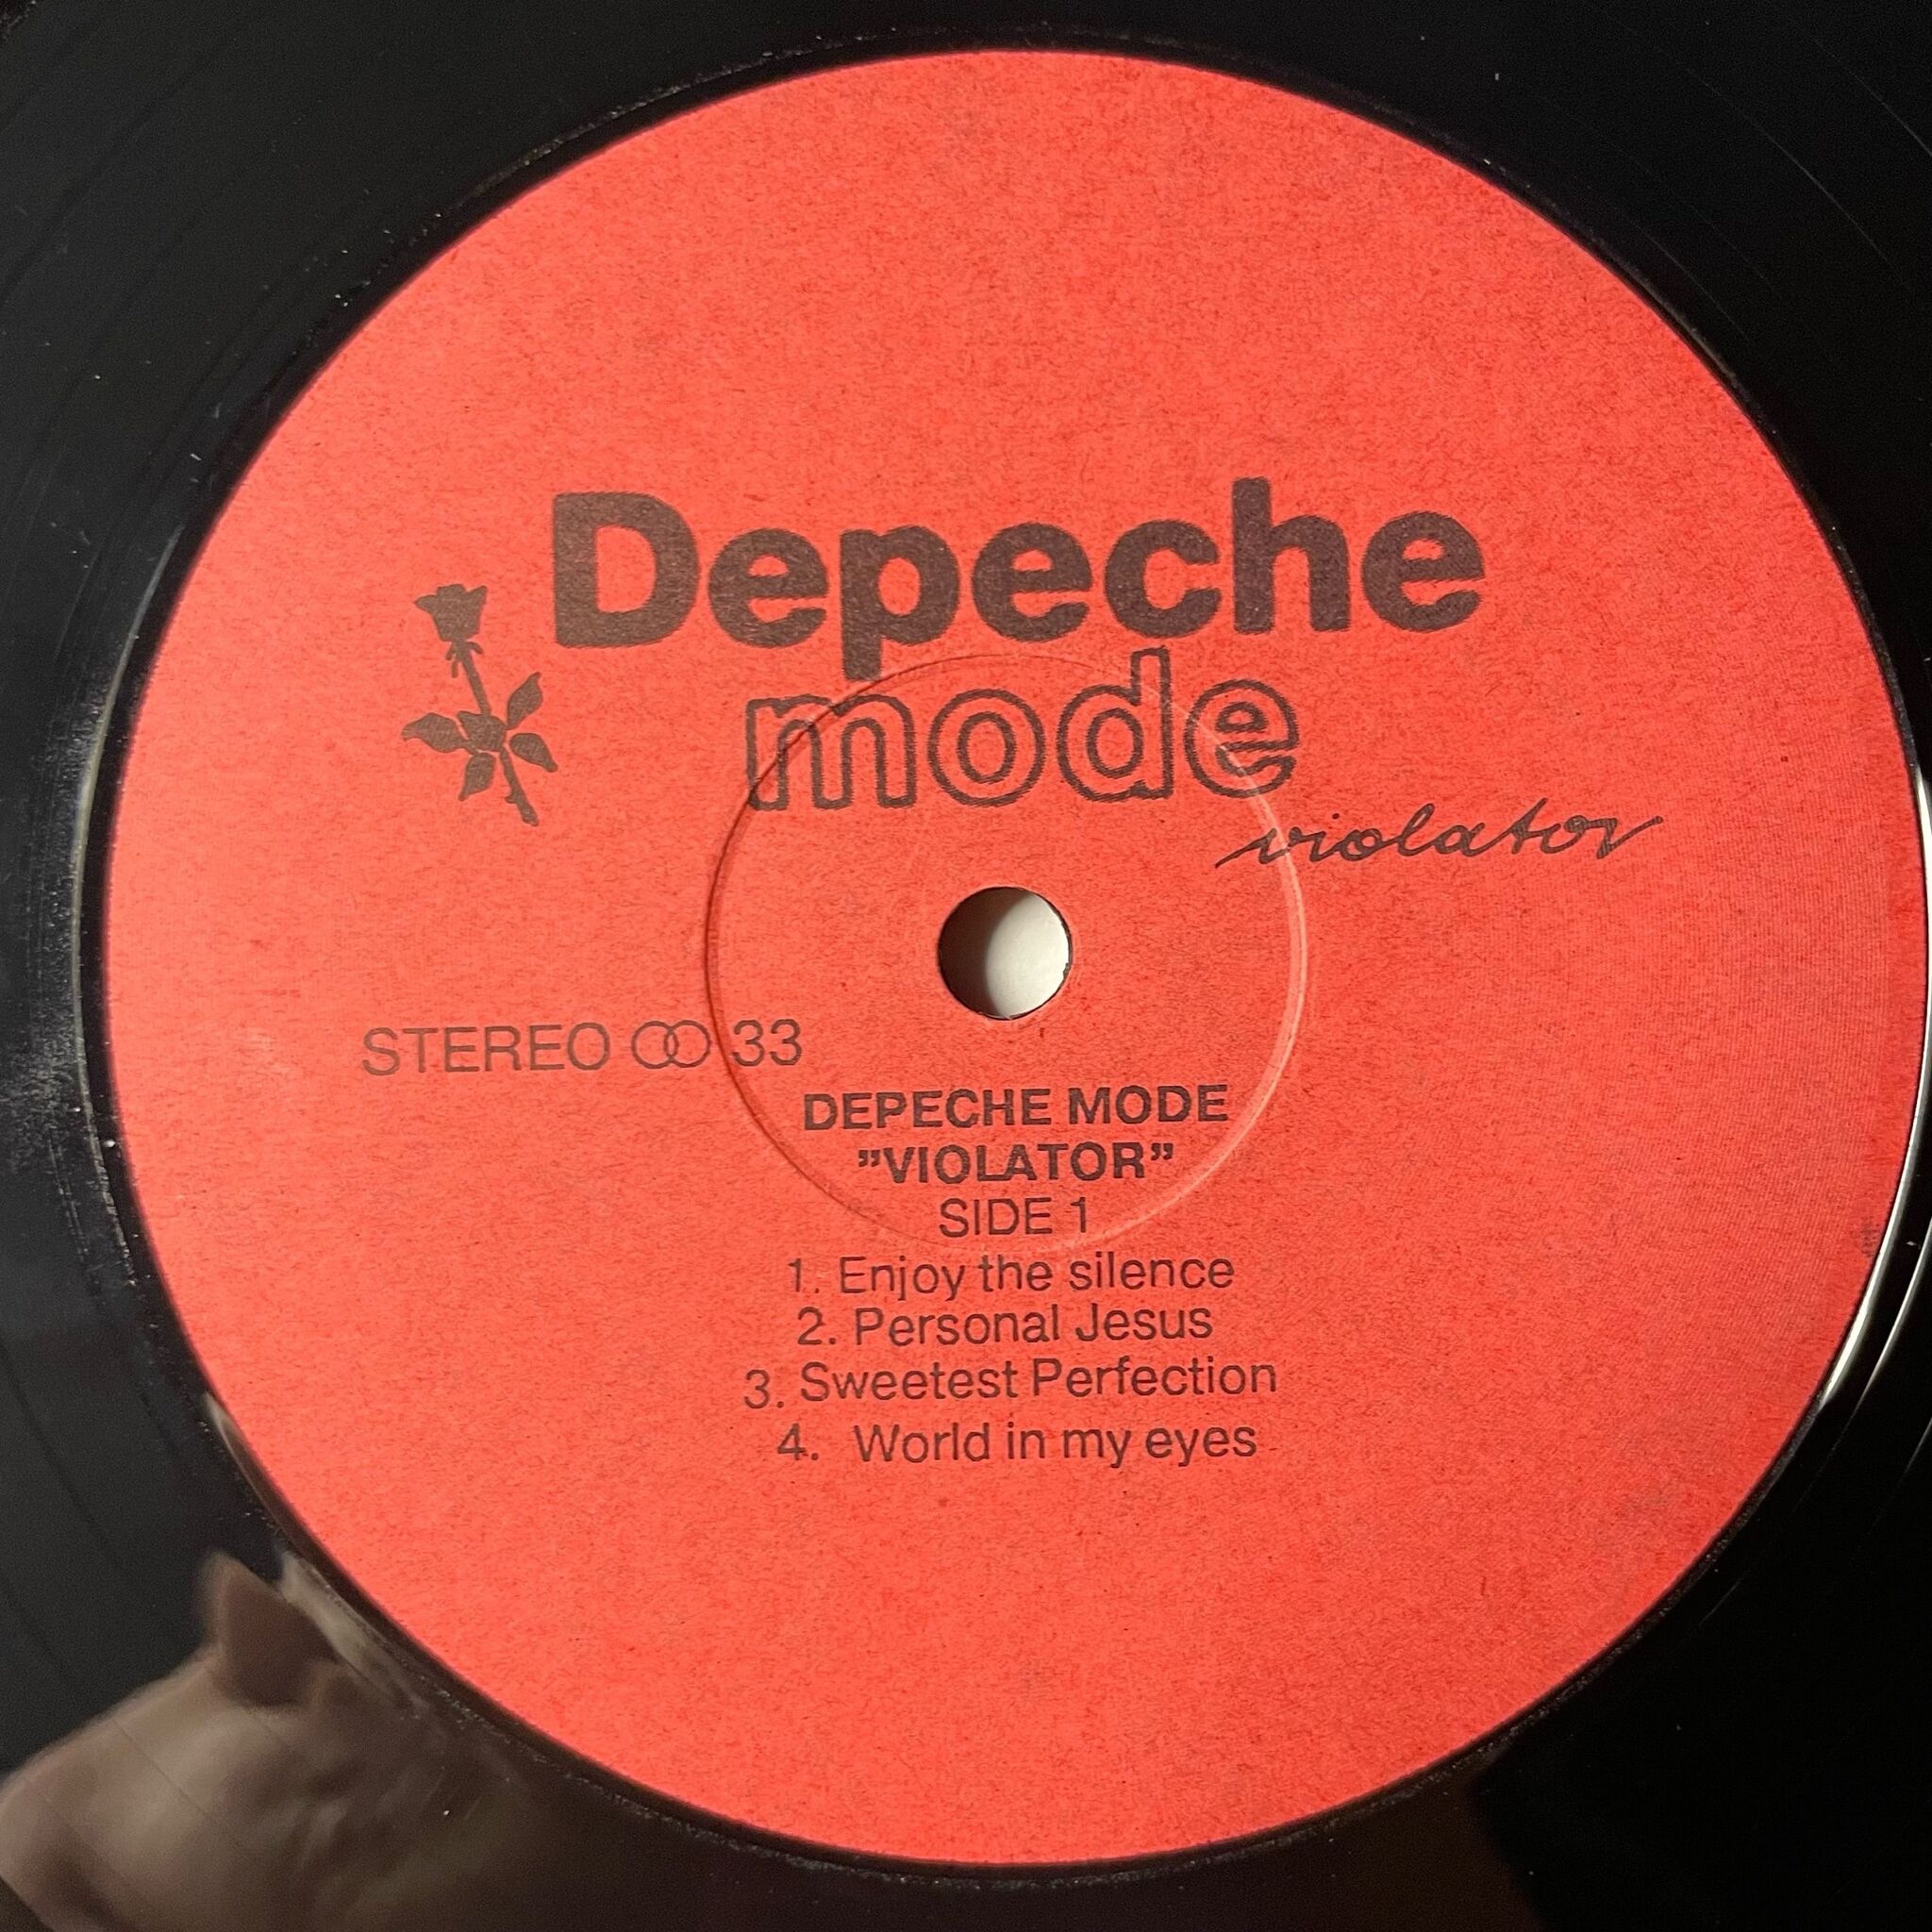 Depeche
mode
violator
STEREO 33
DEPECHE MODE
”VIOLATOR”
SIDE 1
1. Enjoy the silence
2. Personal Jesus
3. Sweetest Perfection
4. World in my eyes